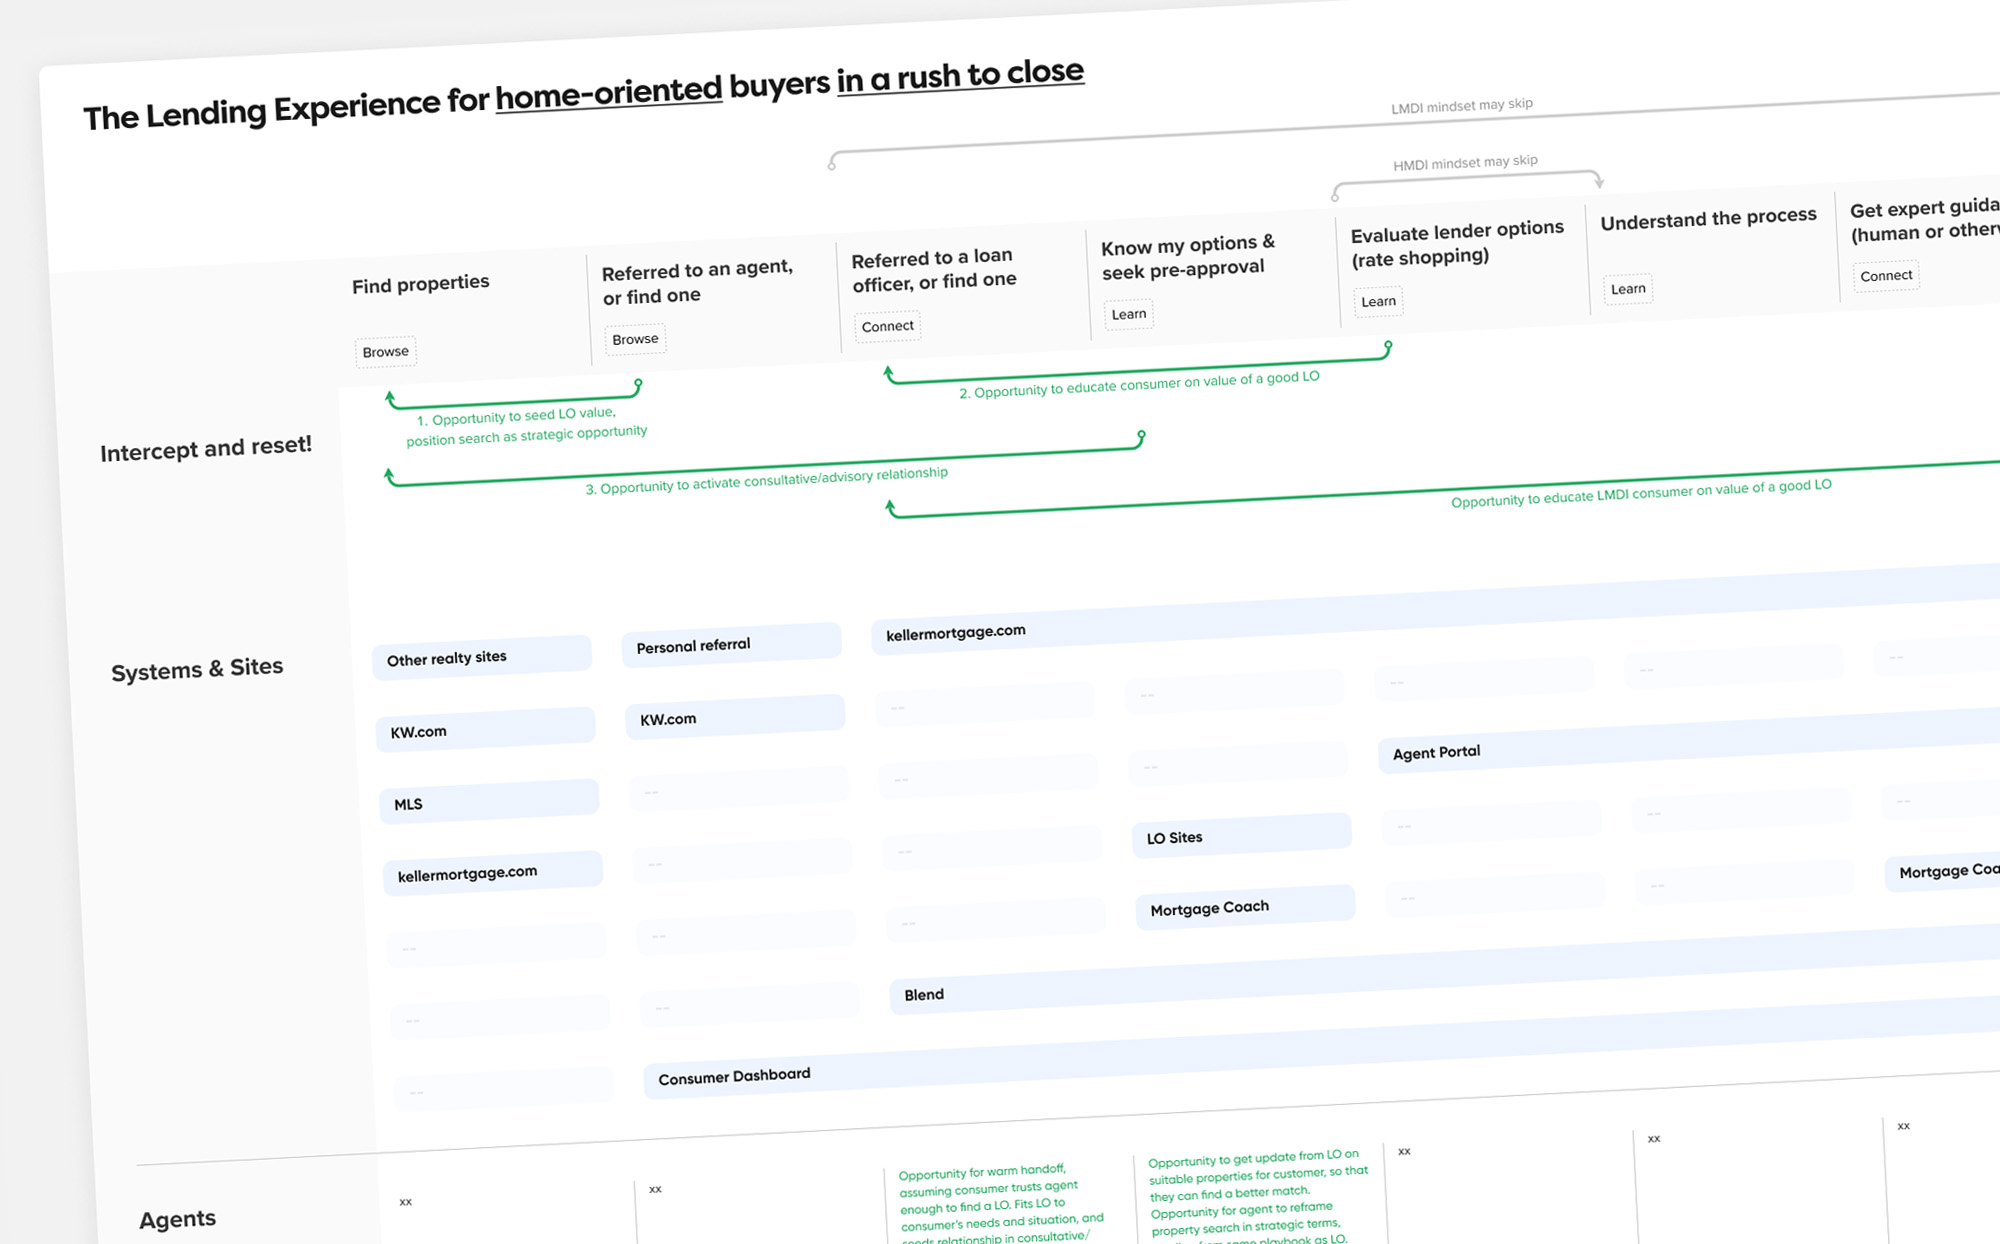 The Lending Experience for home-oriented buyers in a rush to close
LMDI mindset may skip
HMDI mindset may skip
Find properties
Browse
Referred to an agent,
or find one
Browse
Referred to a loan
officer, or find one
Connect
Know my options &
seek pre-approval
Learn
Evaluate lender options
(rate shopping)
Learn
Understand the process
Learn
Get expert
(human or
Connect
Intercept and reset!
1. Opportunity to seed LO value,
position search as strategic opportunity
2. Opportunity to educate consumer on value of a good LO
3. Opportunity to activate consultative/advisory relationship
Opportunity to educate LMDI consumer on value of a good LO
Systems & Sites
Other realty sites
Personal referral
kellermortgage.com
KW.com
KW.com
-- -- -- -- --
MLS
-- -- --
Agent Portal
kellermortgage.com
-- --
LO Sites
-- -- --
-- -- --
Mortgage Coach
-- --
Mortgage
-- --
Blend
--
Consumer Dashboard
Agents
xx
xx
Opportunity for warm handoff,
assuming consumer trusts agent
enough to find a LO. Fits LO to
consumer's needs and situation, and
seeds relationship in consultative/
Opportunity to get update from LO on
suitable properties for customer, so that
they can find a better match.
Opportunity for agent to reframe
property search in strategic terms,
from same playbook as LO.
xx
xx
xx